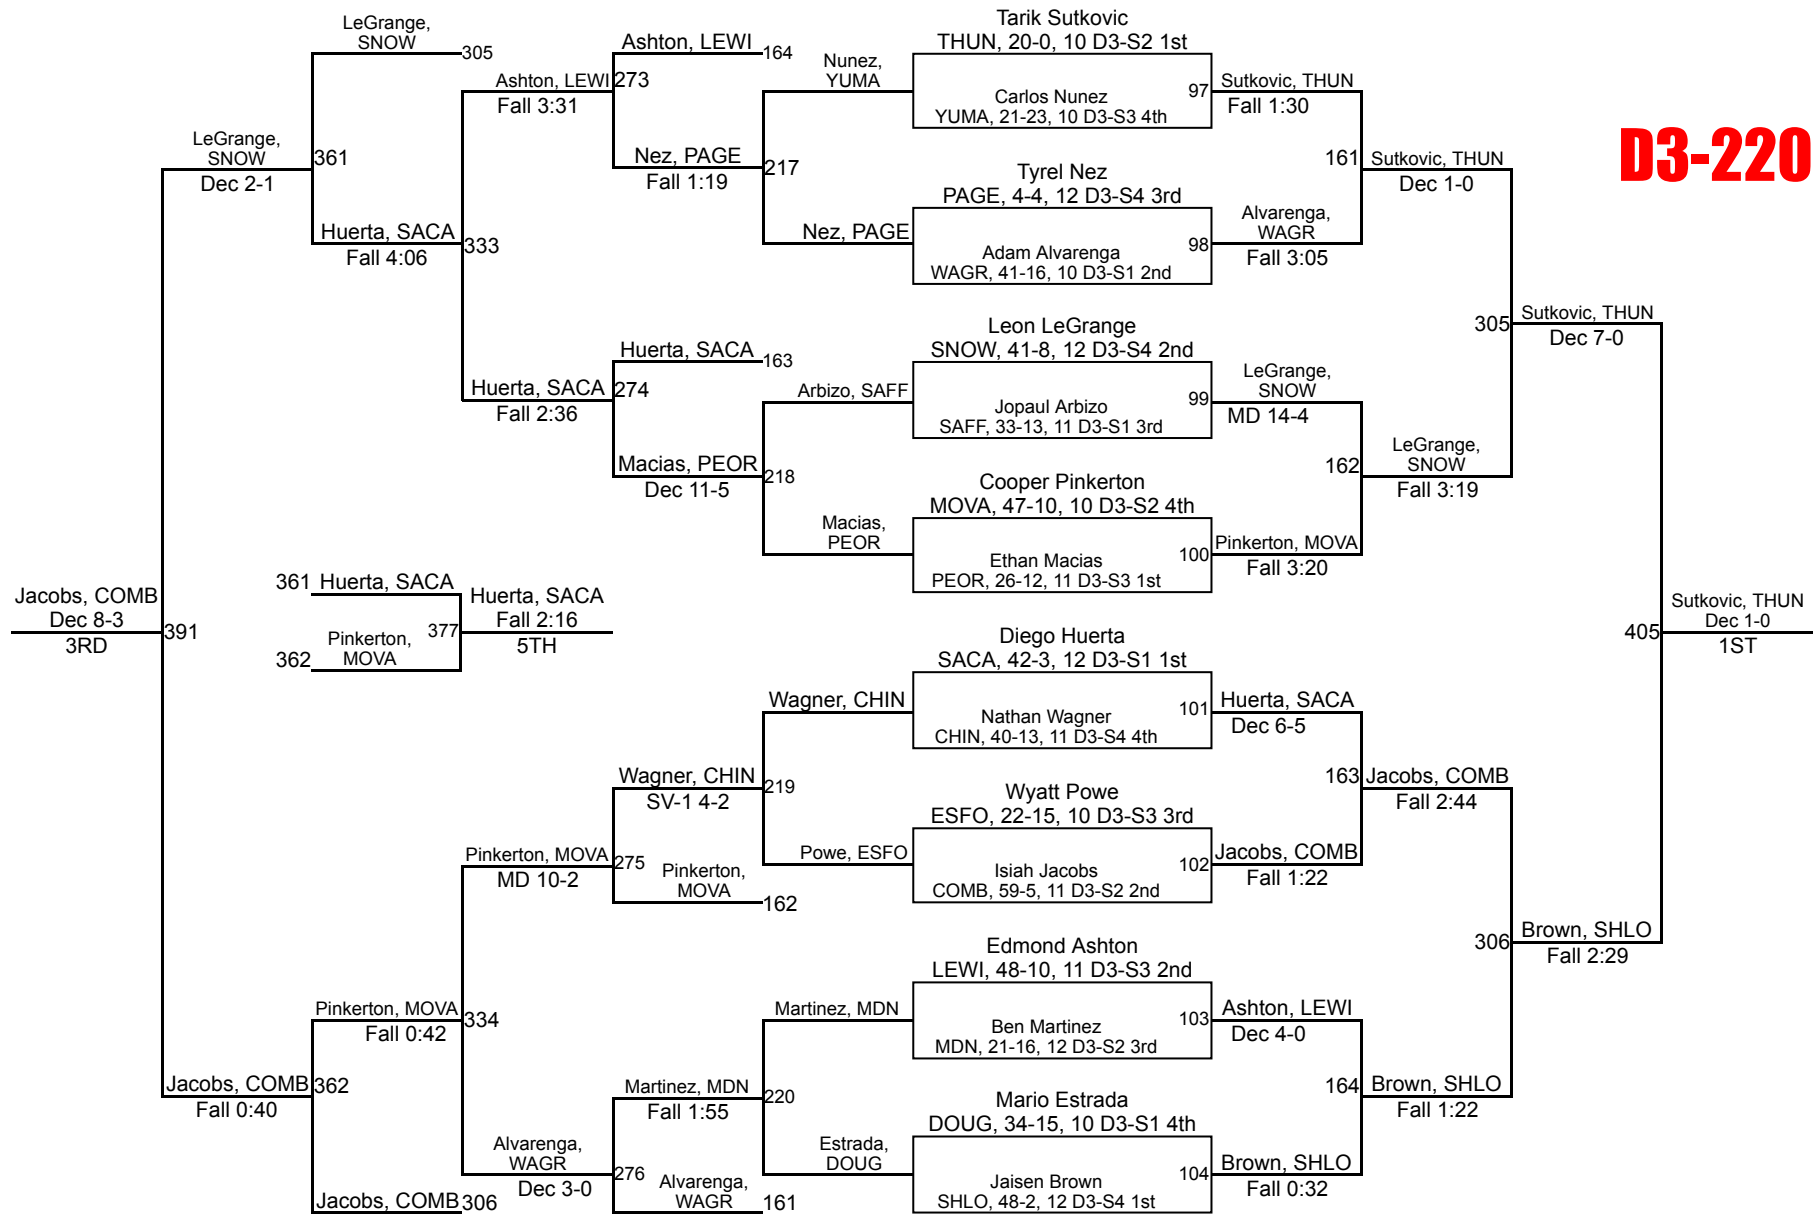 D3-220
LeGrange,
SNOW
305
Ashton, LEWI
164
Ashton, LEWI
273
Fall 3:31
LeGrange,
SNOW
361
Dec 2-1
Nez, PAGE
217
Fall 1:19
Huerta, SACA
333
Fall 4:06
Huerta, SACA
163
Huerta, SACA
274
Fall 2:36
Macias, PEOR
218
Dec 11-5
Jacobs, COMB
Dec 8-3
391
3RD
361 Huerta, SACA
362 Pinkerton,
MOVA
377
Huerta, SACA
Fall 2:16
5TH
Wagner, CHIN
219
SV-1 4-2
Pinkerton, MOVA
275
MD 10-2
Pinkerton,
MOVA
162
Pinkerton, MOVA
334
Fall 0:42
Jacobs, COMB
362
Fall 0:40
Martinez, MDN
220
Fall 1:55
Alvarenga,
WAGR
276
Dec 3-0
Alvarenga,
WAGR
161
Jacobs, COMB
306
Nunez,
YUMA
Nez, PAGE
Arbizo, SAFF
Macias,
PEOR
Wagner, CHIN
Powe, ESFO
Martinez, MDN
Estrada,
DOUG
Tarik Sutkovic
THUN, 20-0, 10 D3-S2 1st
Carlos Nunez
YUMA, 21-23, 10 D3-S3 4th
97
Tyrel Nez
PAGE, 4-4, 12 D3-S4 3rd
Adam Alvarenga
WAGR, 41-16, 10 D3-S1 2nd
98
Leon LeGrange
SNOW, 41-8, 12 D3-S4 2nd
Jopaul Arbizo
SAFF, 33-13, 11 D3-S1 3rd
99
Cooper Pinkerton
MOVA, 47-10, 10 D3-S2 4th
Ethan Macias
PEOR, 26-12, 11 D3-S3 1st
100
Diego Huerta
SACA, 42-3, 12 D3-S1 1st
Nathan Wagner
CHIN, 40-13, 11 D3-S4 4th
101
Wyatt Powe
ESFO, 22-15, 10 D3-S3 3rd
Isiah Jacobs
COMB, 59-5, 11 D3-S2 2nd
102
Edmond Ashton
LEWI, 48-10, 11 D3-S3 2nd
Ben Martinez
MDN, 21-16, 12 D3-S2 3rd
103
Mario Estrada
DOUG, 34-15, 10 D3-S1 4th
Jaisen Brown
SHLO, 48-2, 12 D3-S4 1st
104
Sutkovic, THUN
Fall 1:30
Alvarenga,
WAGR
Fall 3:05
LeGrange,
SNOW
MD 14-4
Pinkerton, MOVA
Fall 3:20
Huerta, SACA
Dec 6-5
Jacobs, COMB
Fall 1:22
Ashton, LEWI
Dec 4-0
Brown, SHLO
Fall 0:32
161 Sutkovic, THUN
Dec 1-0
162 LeGrange,
SNOW
Fall 3:19
163 Jacobs, COMB
Fall 2:44
164 Brown, SHLO
Fall 1:22
305 Sutkovic, THUN
Dec 7-0
306 Brown, SHLO
Fall 2:29
405 Sutkovic, THUN
Dec 1-0
1ST